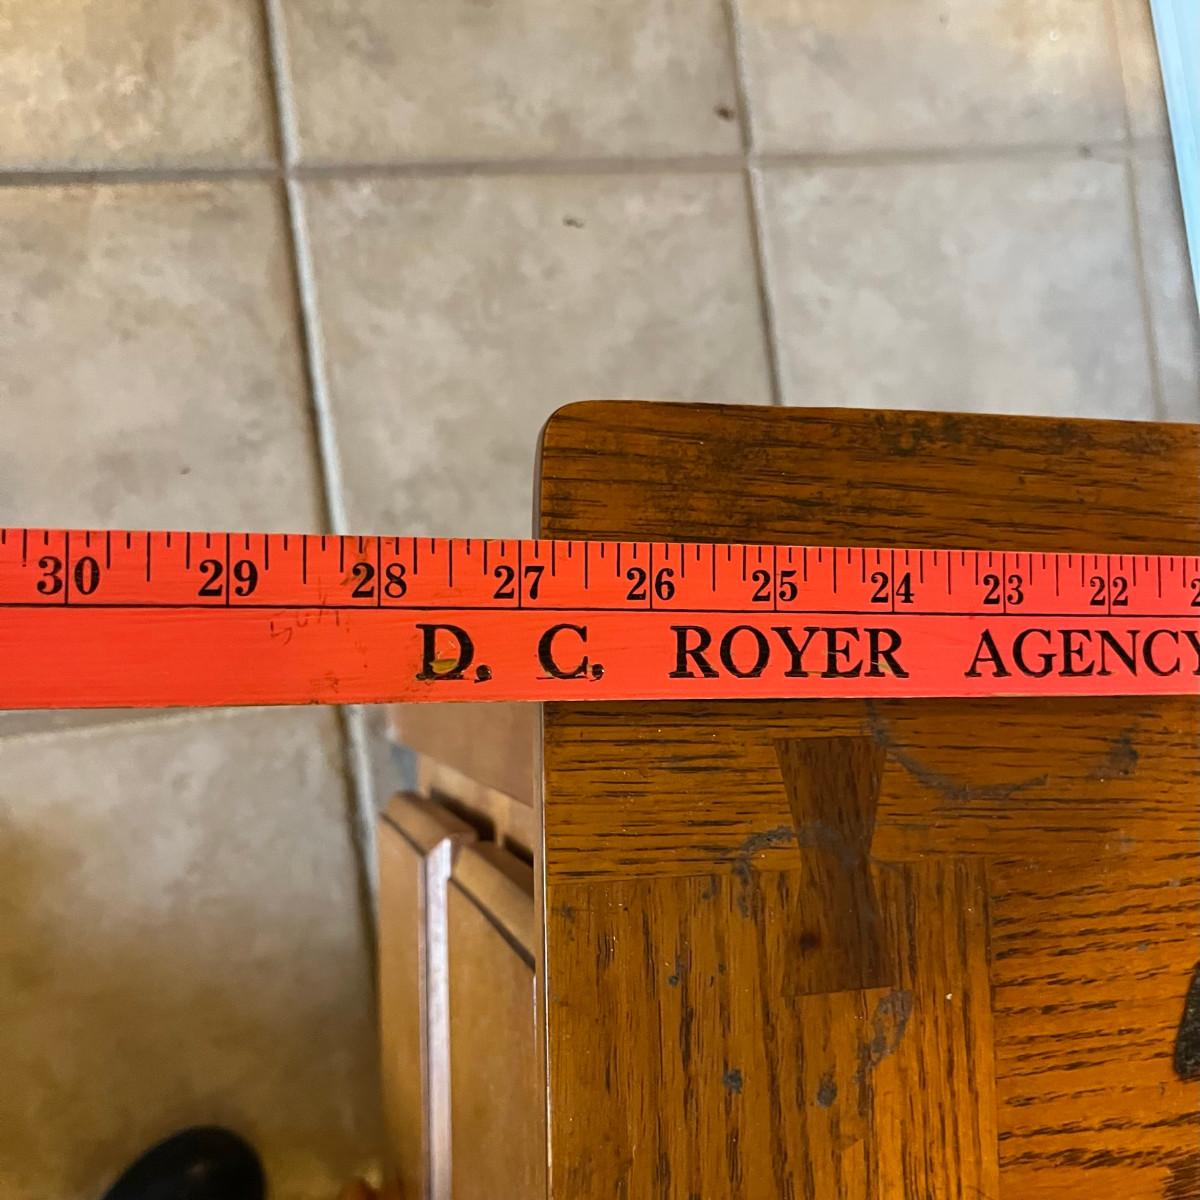 30 29 28 27 26 25 24 23 22
D. C. ROYER AGENCY